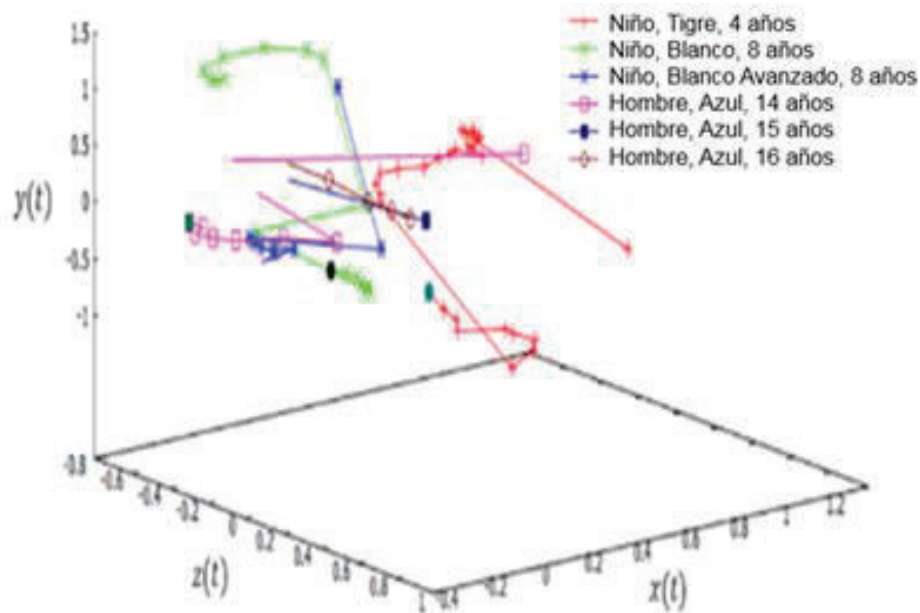 Niño, Tigre, 4 años
Niño, Blanco, 8 años
Niño, Blanco Avanzado, 8 años
Hombre, Azul, 14 años
Hombre, Azul, 15 años
Hombre, Azul, 16 años
1.5
1
0.5
0
-0.5
-1
y(t)
-0.8
-0.6
-0.4
-0.2
0
0.2
0.4
0.6
0.8
1
z(t)
-0.4
-0.2
0
0.2
0.4
0.6
0.8
1
1.2
x(t)